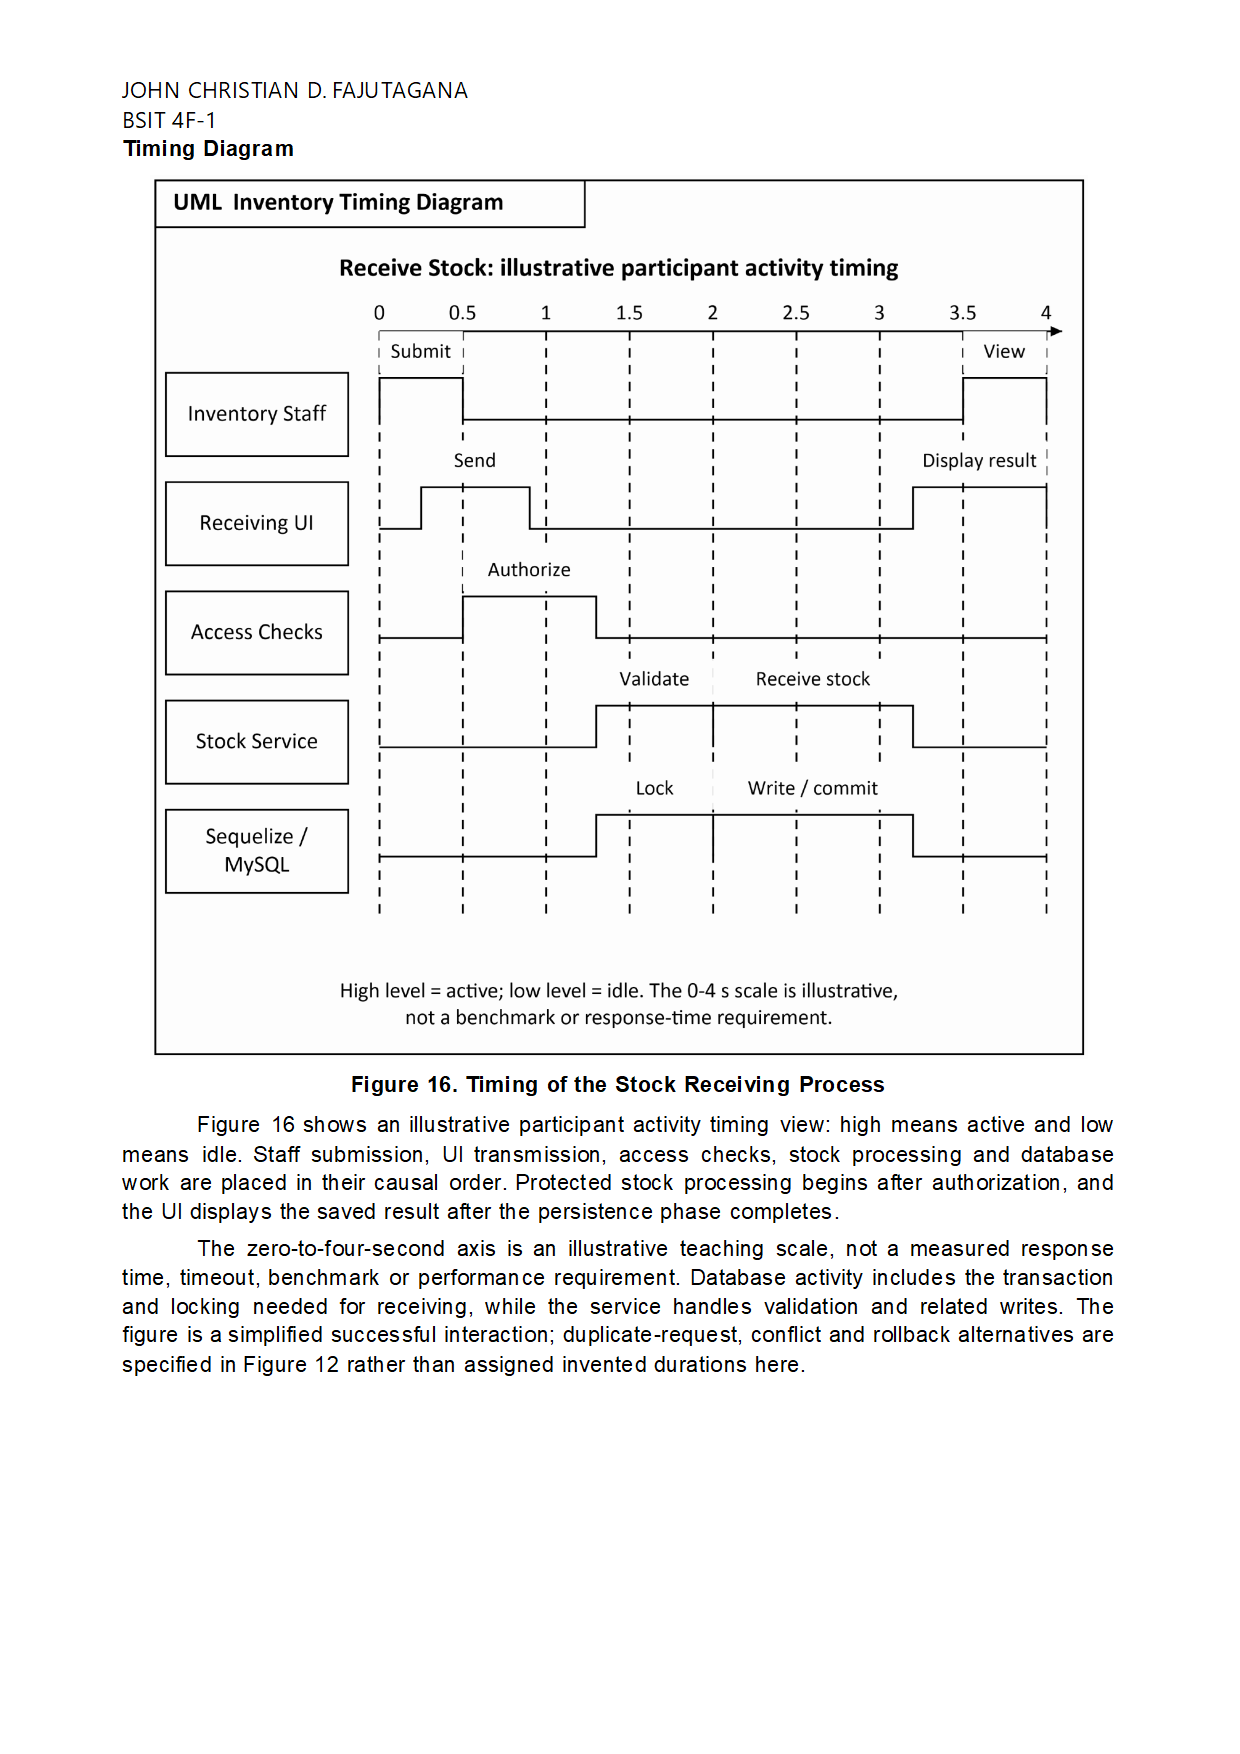 JOHN CHRISTIAN D. FAJUTAGANA
BSIT 4F-1
Timing Diagram
UML Inventory Timing Diagram
Receive Stock: illustrative participant activity timing
0 0.5 1 1.5 2 2.5 3 3.5 4
Submit View
Inventory Staff
Send Display result
Receiving UI
Authorize
Access Checks
Validate Receive stock
Stock Service
Lock Write / commit
Sequelize /
MySQL
High level = active; low level = idle. The 0-4 s scale is illustrative,
not a benchmark or response-time requirement.
Figure 16. Timing of the Stock Receiving Process
Figure 16 shows an illustrative participant activity timing view: high means active and low
means idle. Staff submission, UI transmission, access checks, stock processing and database
work are placed in their causal order. Protected stock processing begins after authorization, and
the UI displays the saved result after the persistence phase completes.
The zero-to-four-second axis is an illustrative teaching scale, not a measured response
time, timeout, benchmark or performance requirement. Database activity includes the transaction
and locking needed for receiving, while the service handles validation and related writes. The
figure is a simplified successful interaction; duplicate-request, conflict and rollback alternatives are
specified in Figure 12 rather than assigned invented durations here.